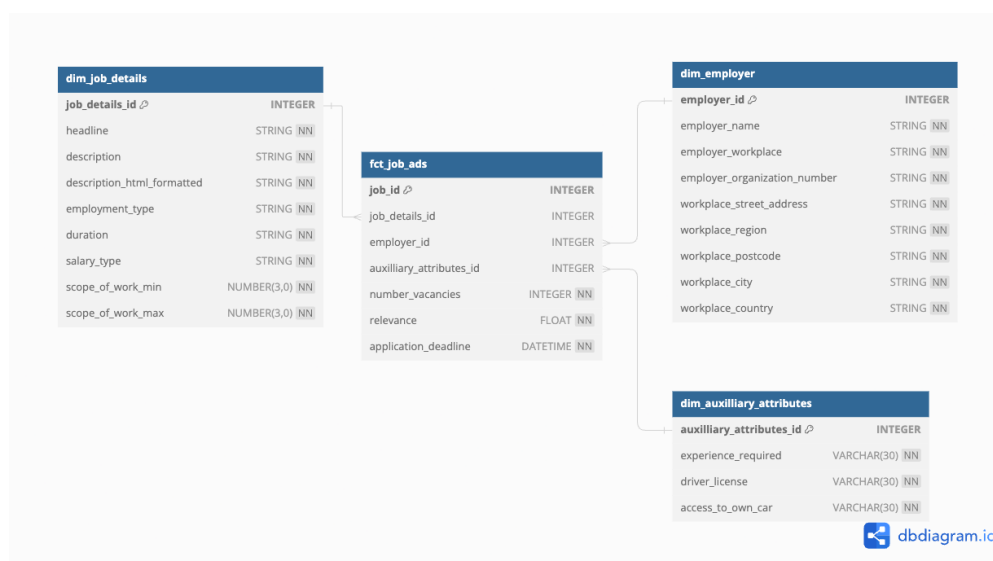 dim_job_details
job_details_id INTEGER
headline STRING NN
description STRING NN
description_html_formatted STRING NN
employment_type STRING NN
duration STRING NN
salary_type STRING NN
scope_of_work_min NUMBER(3,0) NN
scope_of_work_max NUMBER(3,0) NN
fct_job_ads
job_id INTEGER
job_details_id INTEGER
employer_id INTEGER
auxilliary_attributes_id INTEGER
number_vacancies INTEGER NN
relevance FLOAT NN
application_deadline DATETIME NN
dim_employer
employer_id INTEGER
employer_name STRING NN
employer_workplace STRING NN
employer_organization_number STRING NN
workplace_street_address STRING NN
workplace_region STRING NN
workplace_postcode STRING NN
workplace_city STRING NN
workplace_country STRING NN
dim_auxilliary_attributes
auxilliary_attributes_id INTEGER
experience_required VARCHAR(30) NN
driver_license VARCHAR(30) NN
access_to_own_car VARCHAR(30) NN
dbdiagram.io